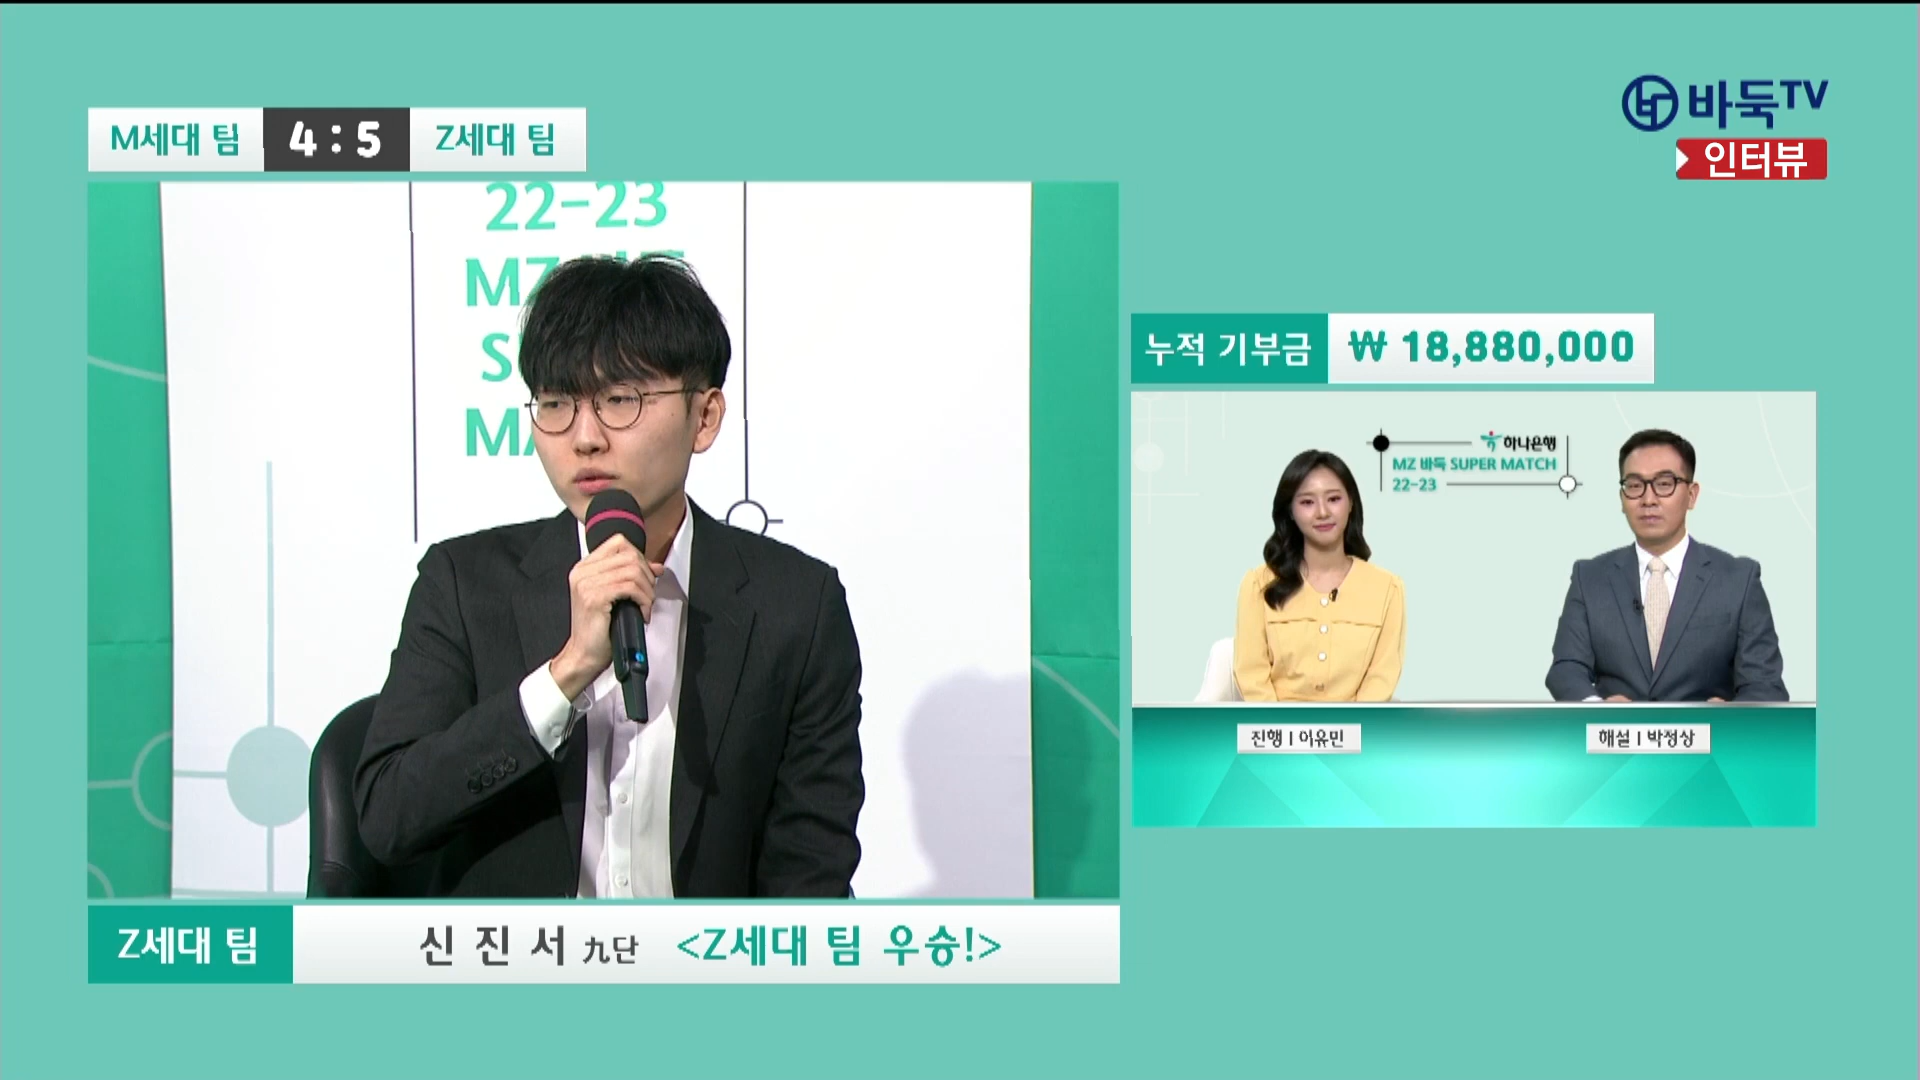 M세대 팀 4 : 5 Z세대 팀
바둑TV
인터뷰
22-23
MZ
누적 기부금 ₩ 18,880,000
하나은행
MZ 바둑 SUPER MATCH
22-23
진행 | 이유민
해설 | 박정상
Z세대 팀 신진서 九단 <Z세대 팀 우승!>